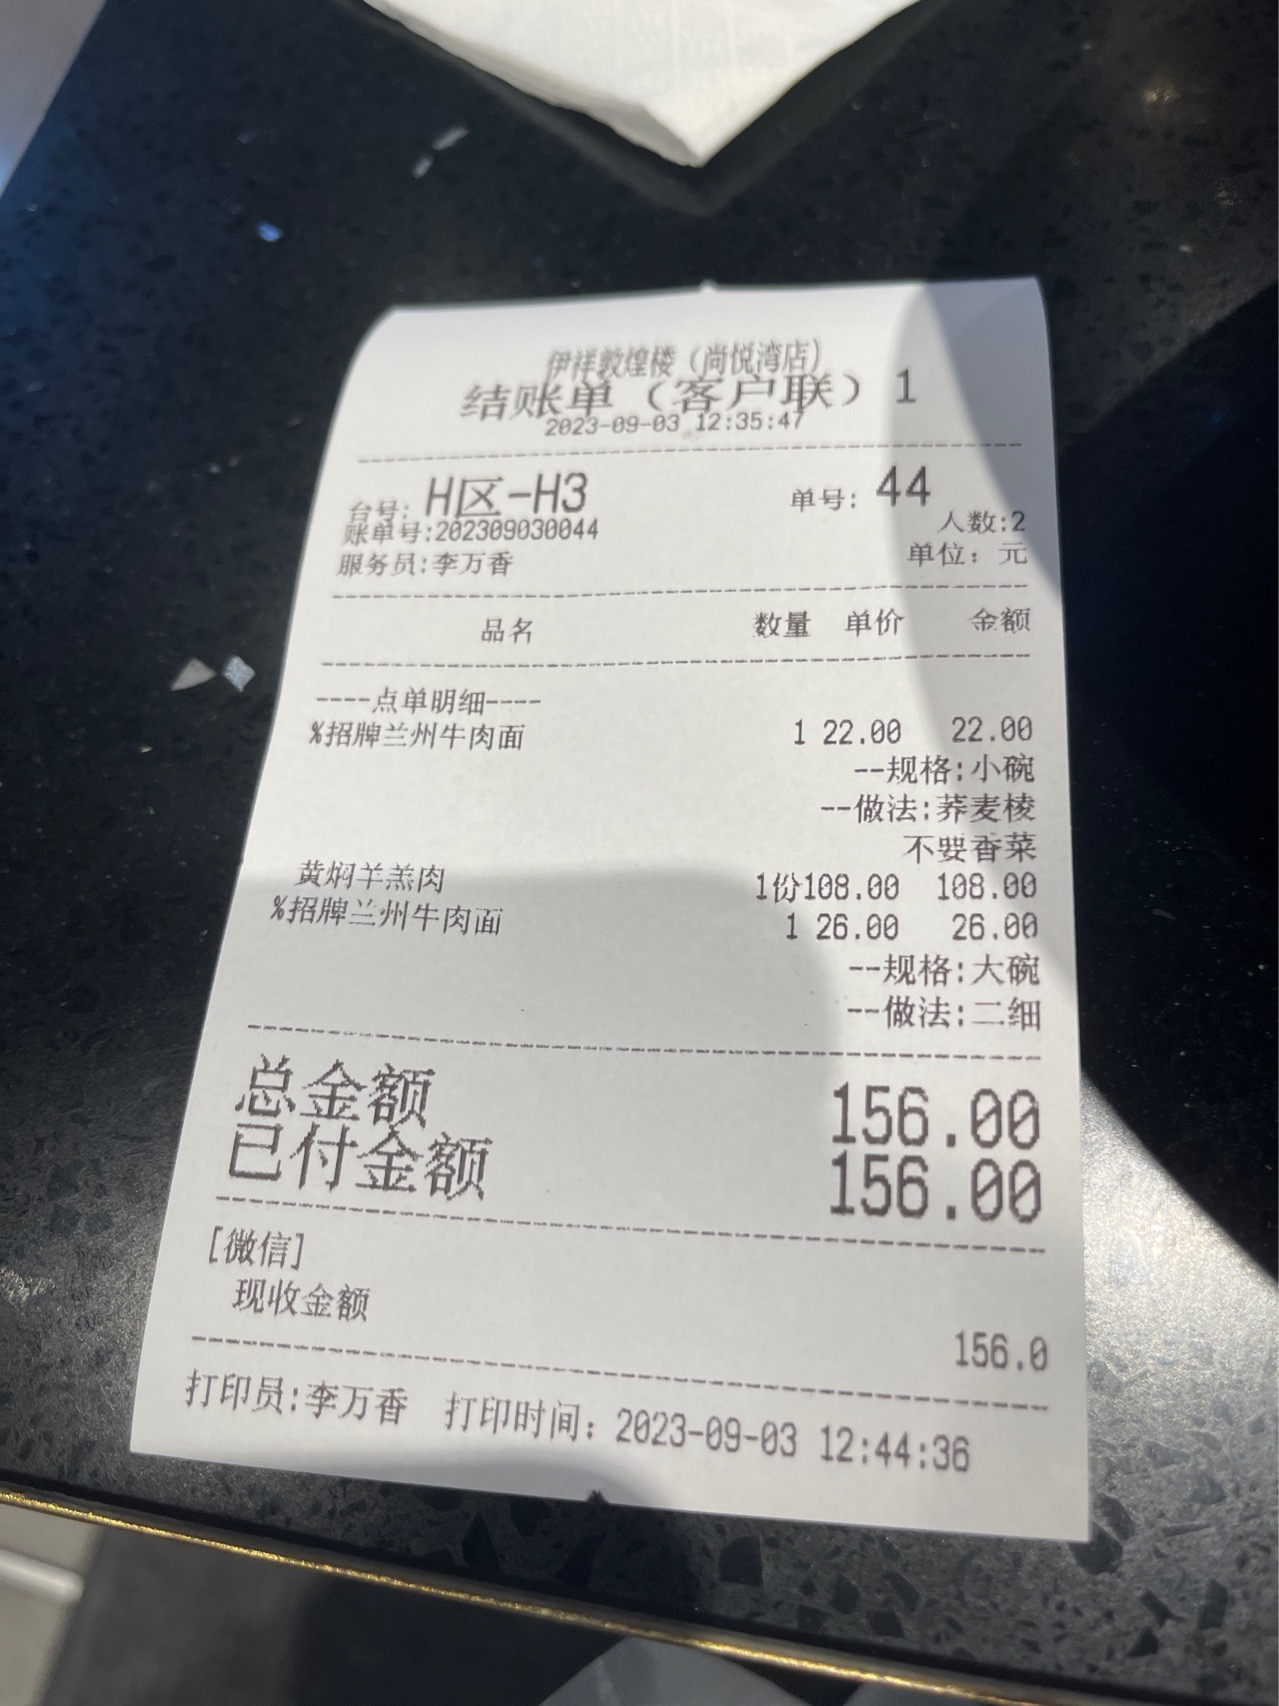 伊祥敦煌楼（尚悦湾店）
结账单（客户联）1
2023-09-03 12:35:47
台号: H区-H3 单号: 44
账单号:202309030044 人数:2
服务员:李万香 单位：元
品名 数量 单价 金额
----点单明细----
%招牌兰州牛肉面 1 22.00 22.00
--规格:小碗
--做法:荞麦棱
不要香菜
黄焖羊羔肉 1份108.00 108.00
%招牌兰州牛肉面 1 26.00 26.00
--规格:大碗
--做法:二细
总金额 156.00
已付金额 156.00
[微信]
现收金额 156.0
打印员:李万香 打印时间：2023-09-03 12:44:36